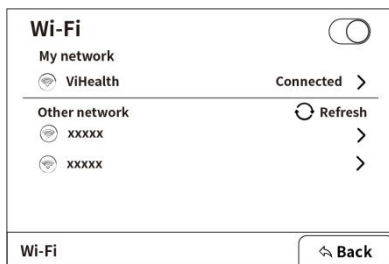 Wi-Fi
My network
ViHealth Connected
Other network Refresh
xxxxx
xxxxx
Wi-Fi Back